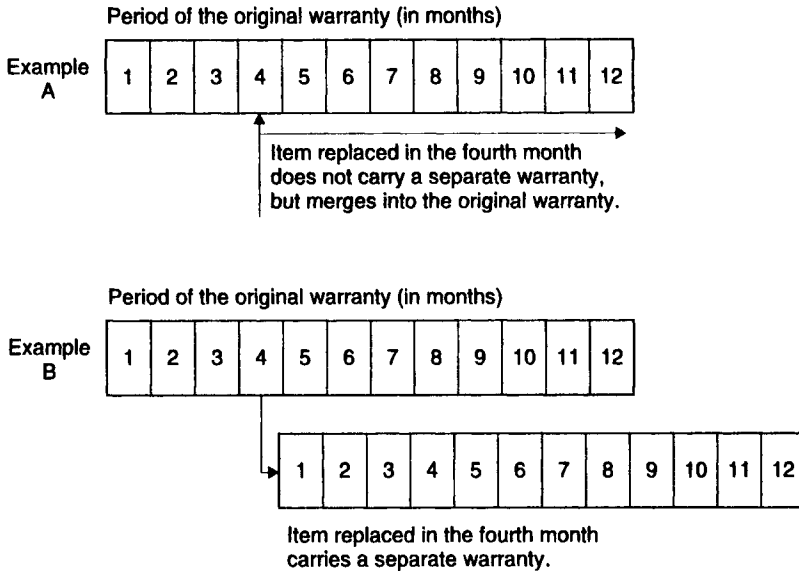 Period of the original warranty (in months)
Example
A
1 2 3 4 5 6 7 8 9 10 11 12
Item replaced in the fourth month
does not carry a separate warranty,
but merges into the original warranty.
Period of the original warranty (in months)
Example
B
1 2 3 4 5 6 7 8 9 10 11 12
1 2 3 4 5 6 7 8 9 10 11 12
Item replaced in the fourth month
carries a separate warranty.